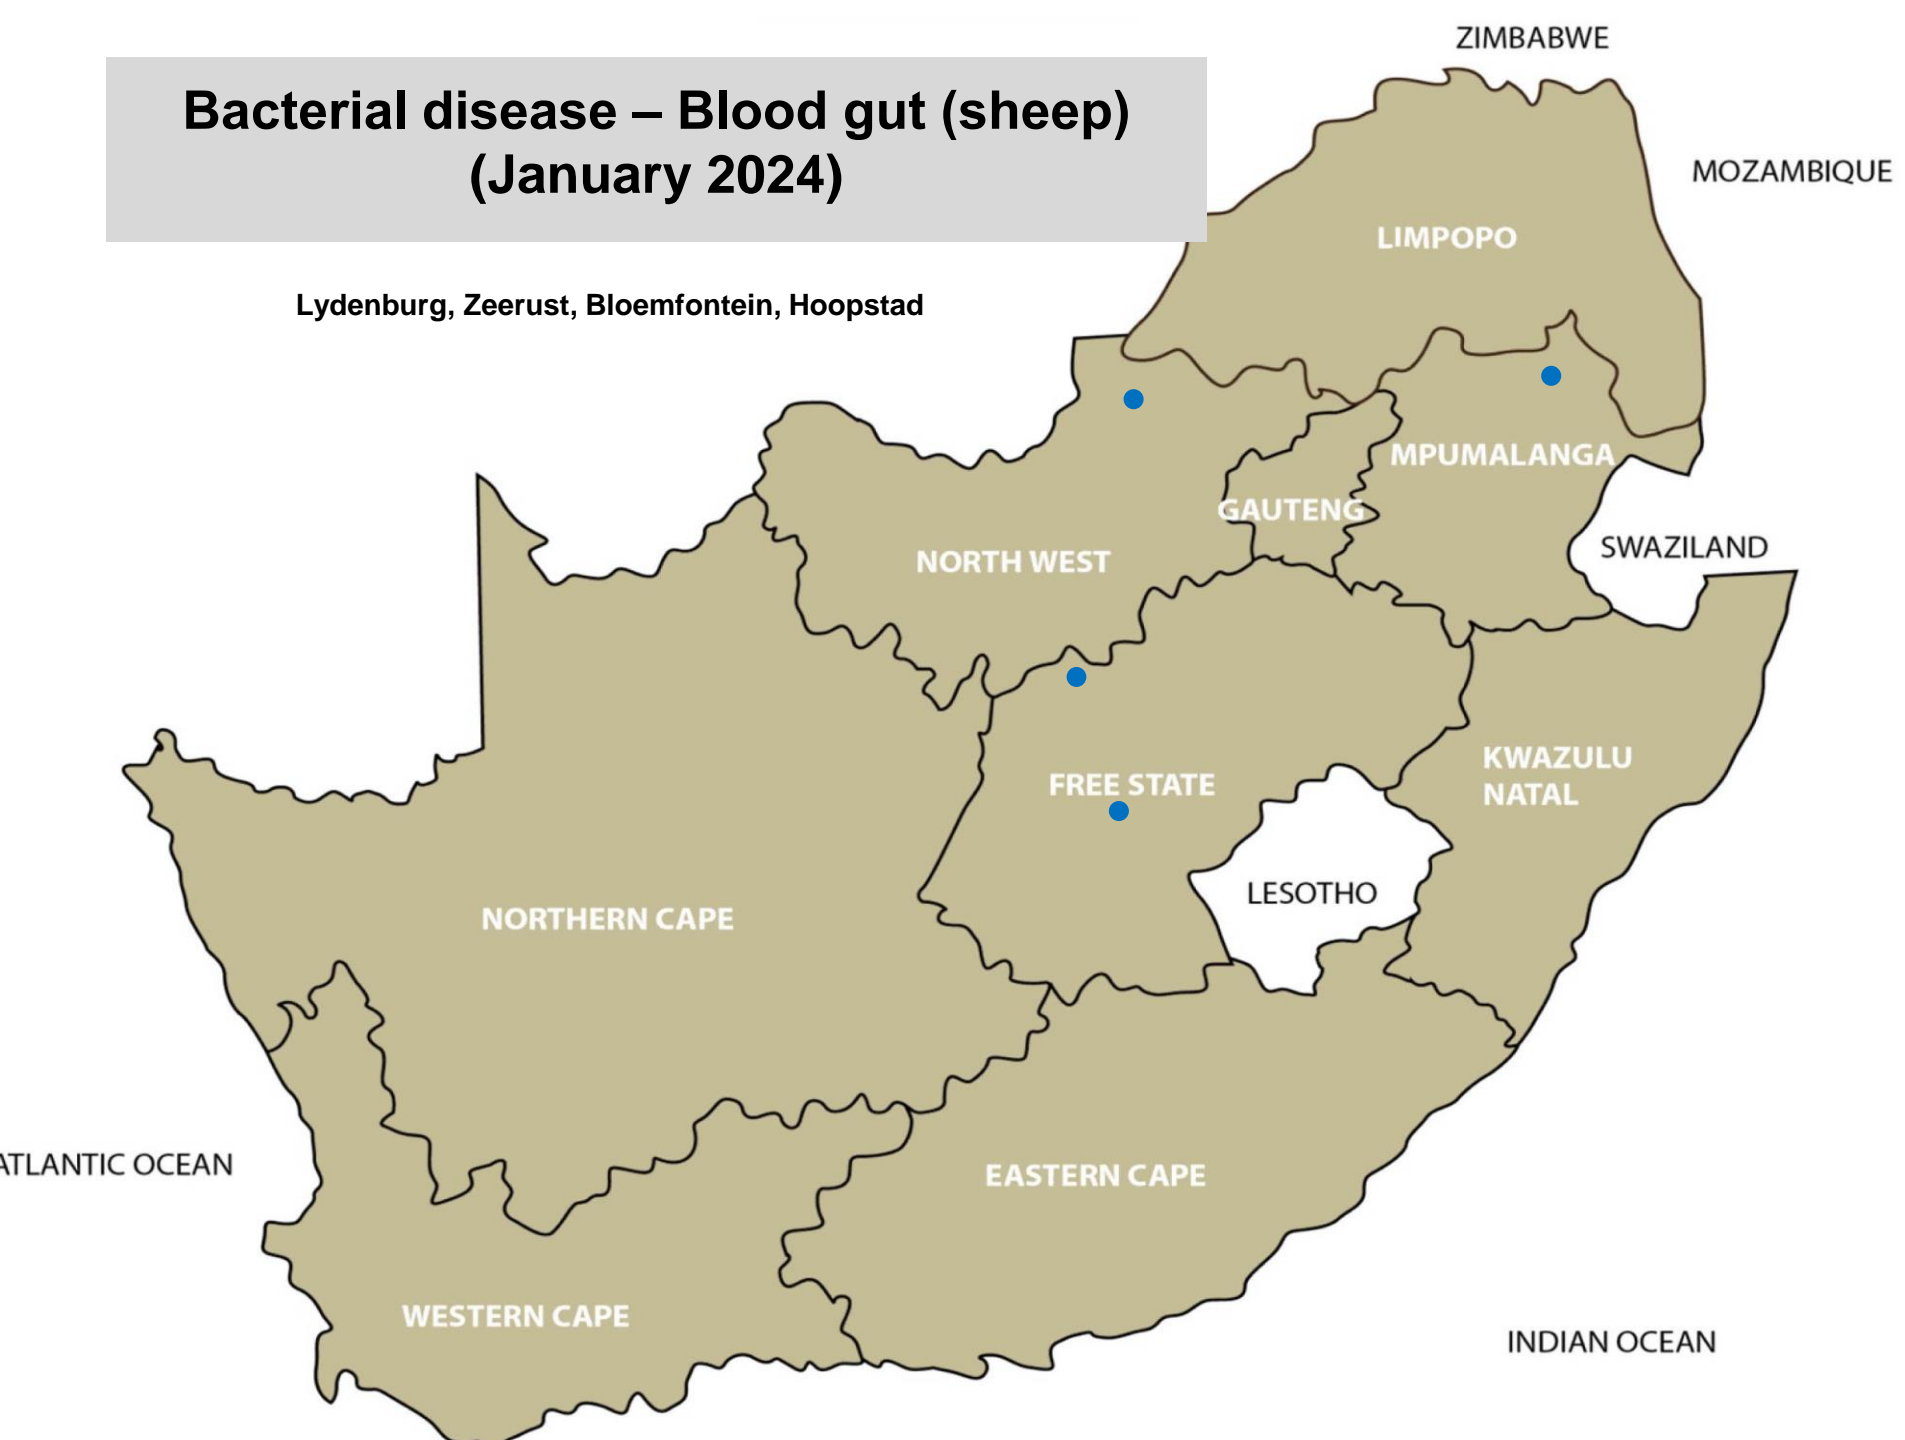 ZIMBABWE
Bacterial disease – Blood gut (sheep)
(January 2024)
MOZAMBIQUE
LIMPOPO
Lydenburg, Zeerust, Bloemfontein, Hoopstad
MPUMALANGA
GAUTENG
SWAZILAND
NORTH WEST
KWAZULU
NATAL
FREE STATE
LESOTHO
NORTHERN CAPE
ATLANTIC OCEAN
EASTERN CAPE
WESTERN CAPE
INDIAN OCEAN